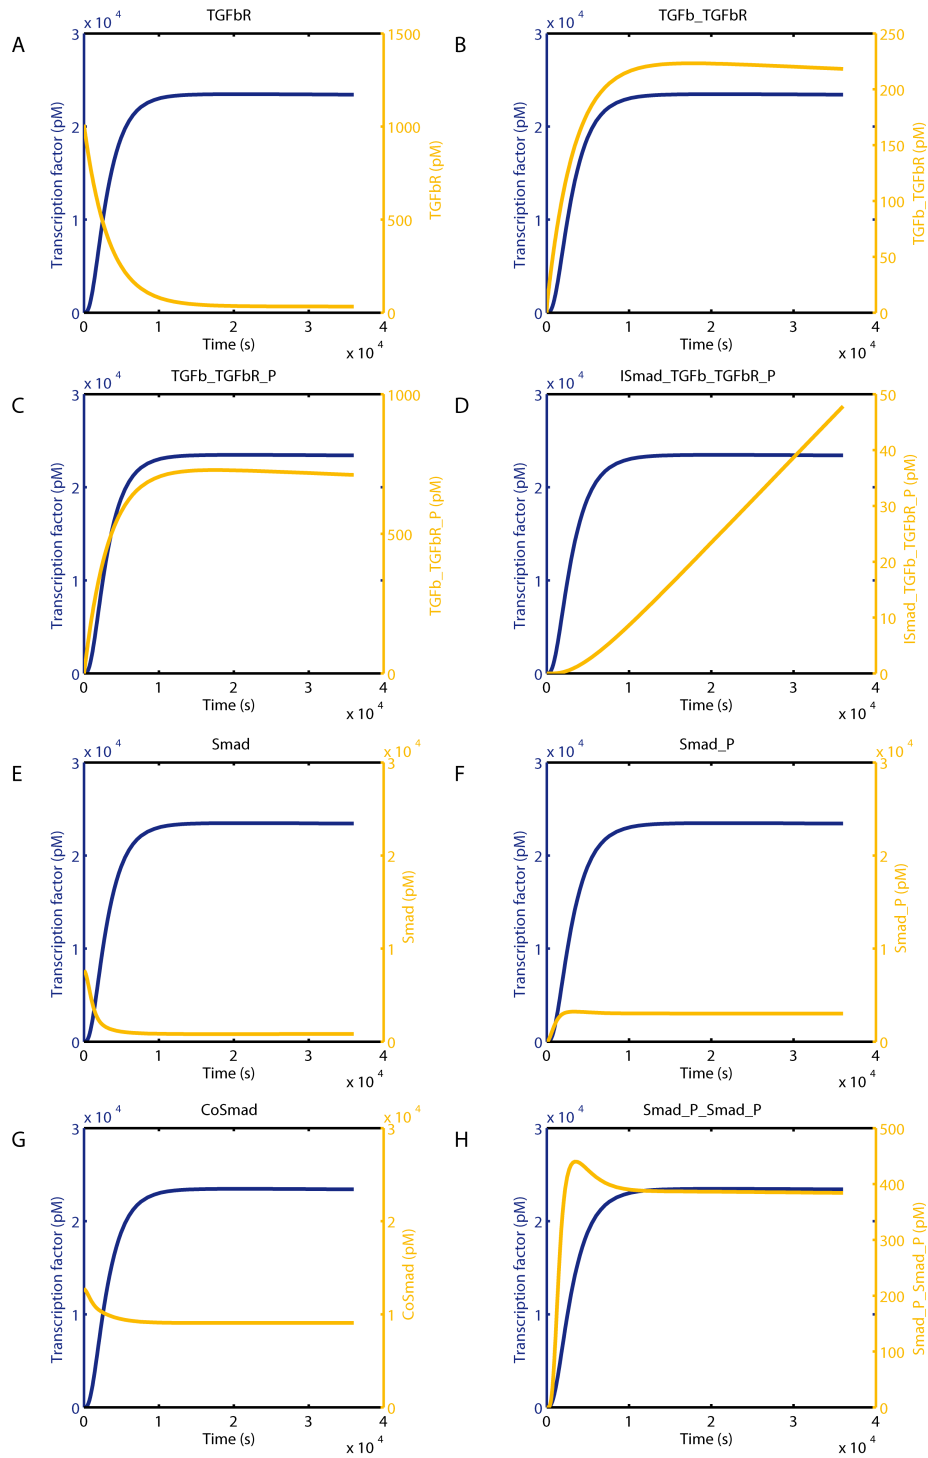 TGFbR
A
3 x 10 4
1500
2
1000
1
500
0
0
0 1 2 3 4
Time (s)
x 10 4
Transcription factor (pM)
TGFbR (pM)
TGFb_TGFbR
B
3 x 10 4
250
200
2
150
1
100
50
0
0
0 1 2 3 4
Time (s)
x 10 4
Transcription factor (pM)
TGFb_TGFbR (pM)
TGFb_TGFbR_P
C
3 x 10 4
1000
2
500
1
0
0
0 1 2 3 4
Time (s)
x 10 4
Transcription factor (pM)
TGFb_TGFbR_P (pM)
ISmad_TGFb_TGFbR_P
D
3 x 10 4
50
40
2
30
20
1
10
0
0
0 1 2 3 4
Time (s)
x 10 4
Transcription factor (pM)
ISmad_TGFb_TGFbR_P (pM)
Smad
E
3 x 10 4
x 10 4
3
2
2
1
1
0
0
0 1 2 3 4
Time (s)
x 10 4
Transcription factor (pM)
Smad (pM)
Smad_P
F
3 x 10 4
x 10 4
3
2
2
1
1
0
0
0 1 2 3 4
Time (s)
x 10 4
Transcription factor (pM)
Smad_P (pM)
CoSmad
G
3 x 10 4
x 10 4
3
2
2
1
1
0
0
0 1 2 3 4
Time (s)
x 10 4
Transcription factor (pM)
CoSmad (pM)
Smad_P_Smad_P
H
3 x 10 4
500
400
2
300
200
1
100
0
0
0 1 2 3 4
Time (s)
x 10 4
Transcription factor (pM)
Smad_P_Smad_P (pM)